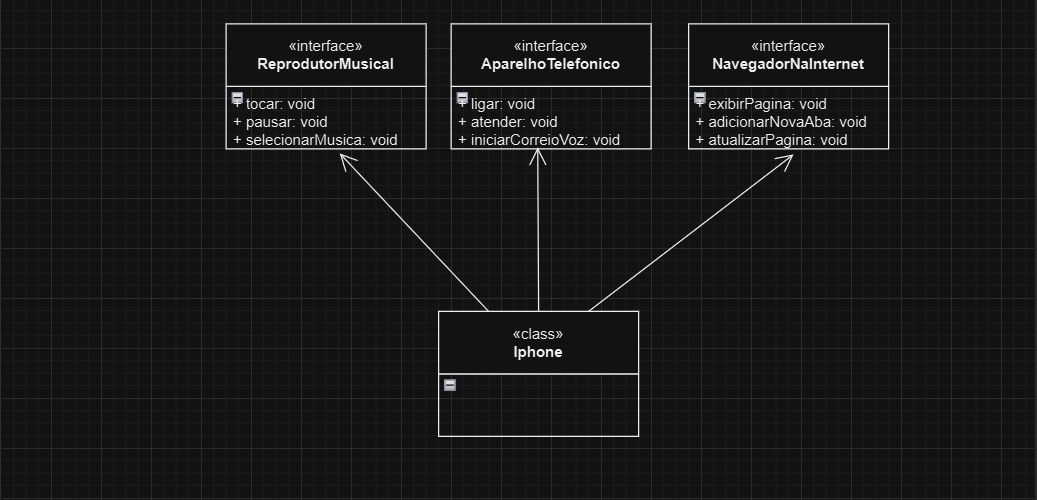 «interface»
ReprodutorMusical
+ tocar: void
+ pausar: void
+ selecionarMusica: void
«interface»
AparelhoTelefonico
+ ligar: void
+ atender: void
+ iniciarCorreioVoz: void
«interface»
NavegadorNaInternet
+ exibirPagina: void
+ adicionarNovaAba: void
+ atualizarPagina: void
«class»
Iphone